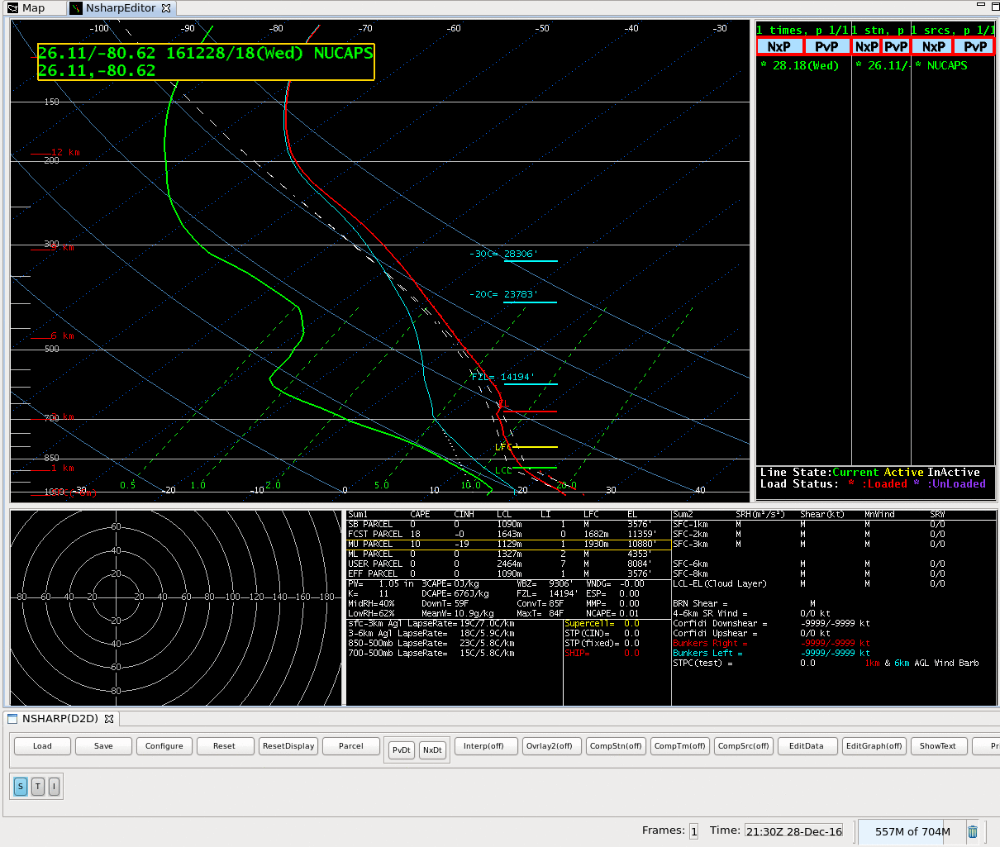 Map NsharpEditor
-100 -90 -80 -70 -60 -50 -40 -30
26.11/-80.62 161228/18(Wed) NUCAPS
26.11,-80.62
150
12 km
200
300
km
-30C= 28306'
-20C= 23783'
6 km
500
FZL= 14194'
EL
km
700
LFC
850
1 km
LCL
0.5 1.0 2.0 5.0 10.0 20.0
1000 -30 -20 -10 0 10 20 30 40
1 times, p 1/1 1 stn, p 1 srcs, p 1/1
NxP PvP NxP PvP NxP PvP
* 28.18(Wed) * 26.11/- * NUCAPS
Line State:Current Active InActive
Load Status: * :Loaded * :UnLoaded
60
40
20
-80 -60 -40 -20 20 40 60 80 100 120 140 160 180
20
40
60
80
Sum1 CAPE CINH LCL LI LFC EL
SB PARCEL 0 0 1090m 1 M 3576'
FCST PARCEL 18 -0 1643m 0 1682m 11359'
MU PARCEL 10 -19 1129m 1 1930m 10880'
ML PARCEL 0 0 1327m 2 M 4353'
USER PARCEL 0 0 2464m 7 M 8084'
EFF PARCEL 0 0 1090m 1 M 3576'
PW= 1.05 in 3CAPE= 0J/kg WBZ= 9306' WNDG= -0.00
K= 11 DCAPE= 676J/kg FZL= 14194' ESP= 0.00
MidRH=40% DownT= 59F ConvT= 85F MMP= 0.00
LowRH=62% MeanW= 10.9g/kg MaxT= 84F NCAPE= 0.01
sfc-3km Agl LapseRate= 19C/7.0C/km
3-6km Agl LapseRate= 18C/5.9C/km
850-500mb LapseRate= 23C/5.8C/km
700-500mb LapseRate= 15C/5.8C/km
Supercell= 0.0
STP(CIN)= 0.0
STP(fixed)= 0.0
SHIP= 0.0
Sum2 SRH(m²/s²) Shear(kt) MnWind SRW
SFC-1km M M M 0/0
SFC-2km M M M 0/0
SFC-3km M M M 0/0
SFC-6km M M 0/0
SFC-8km M M 0/0
LCL-EL(Cloud Layer) M M 0/0
BRN Shear = M
4-6km SR Wind = 0/0 kt
Corfidi Downshear = -9999/-9999 kt
Corfidi Upshear = 0/0 kt
Bunkers Right = -9999/-9999 kt
Bunkers Left = -9999/-9999 kt
STPC(test) = 0.0 1km & 6km AGL Wind Barb
NSHARP(D2D)
Load Save Configure Reset ResetDisplay Parcel PvDt NxDt Interp(off) Ovrlay2(off) CompStn(off) CompTm(off) CompSrc(off) EditData EditGraph(off) ShowText
S T I
Frames: 1 Time: 21:30Z 28-Dec-16 557M of 704M